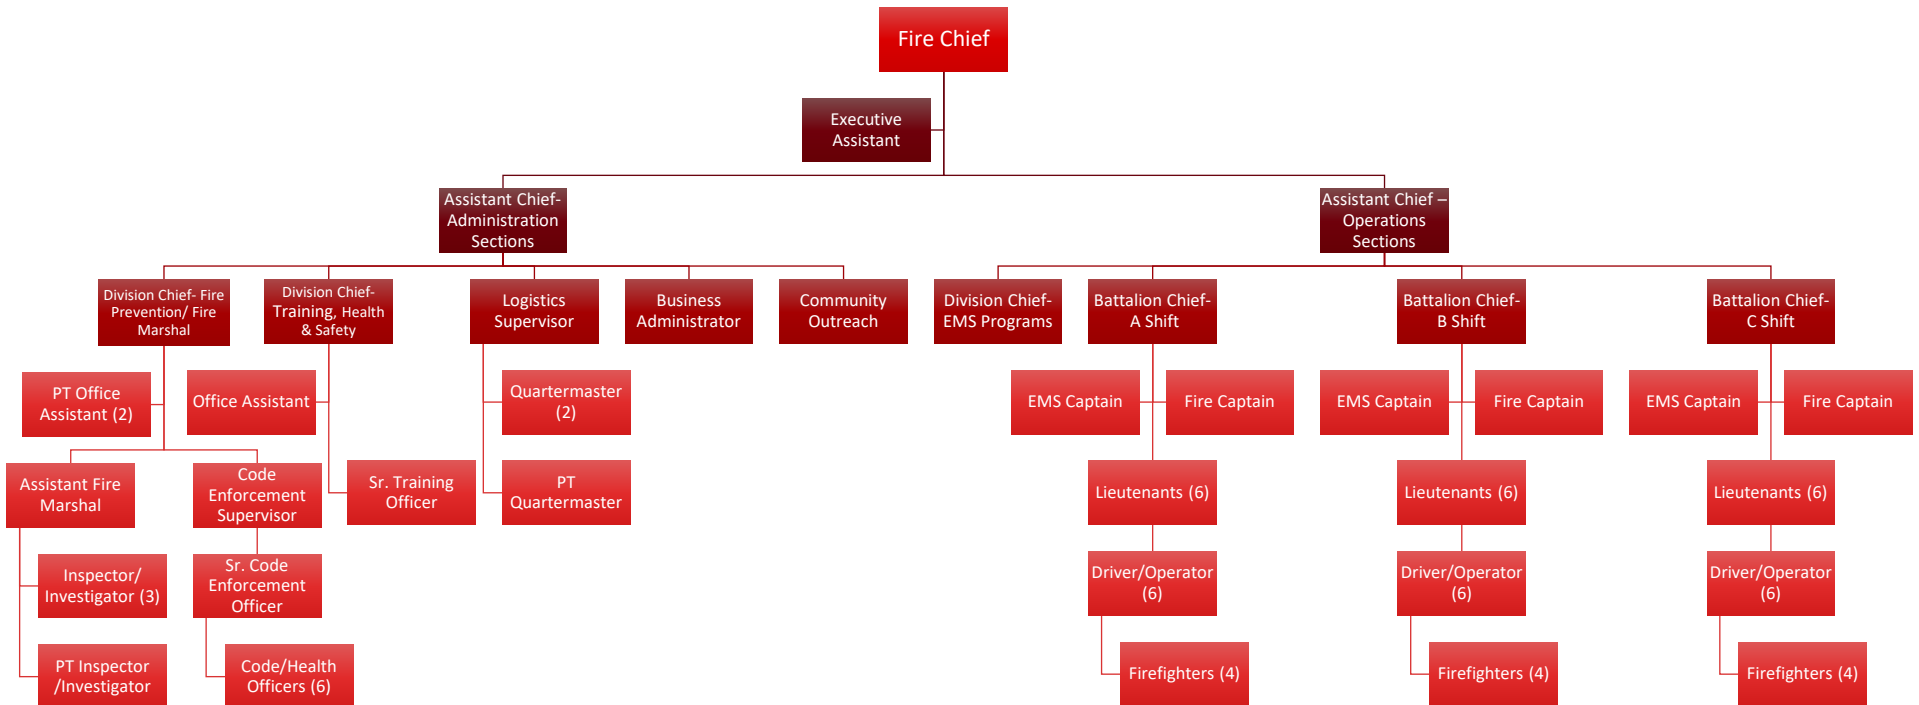 Fire Chief
Executive
Assistant
Assistant Chief-
Administration
Sections
Assistant Chief –
Operations
Sections
Division Chief- Fire
Prevention/ Fire
Marshal
Division Chief-
Training, Health
& Safety
Logistics
Supervisor
Business
Administrator
Community
Outreach
Division Chief-
EMS Programs
Battalion Chief-
A Shift
Battalion Chief-
B Shift
Battalion Chief-
C Shift
PT Office
Assistant (2)
Office Assistant
Quartermaster
(2)
EMS Captain
Fire Captain
EMS Captain
Fire Captain
EMS Captain
Fire Captain
Assistant Fire
Marshal
Code
Enforcement
Supervisor
Sr. Training
Officer
PT
Quartermaster
Lieutenants (6)
Lieutenants (6)
Lieutenants (6)
Inspector/
Investigator (3)
Sr. Code
Enforcement
Officer
Driver/Operator
(6)
Driver/Operator
(6)
Driver/Operator
(6)
PT Inspector
/Investigator
Code/Health
Officers (6)
Firefighters (4)
Firefighters (4)
Firefighters (4)